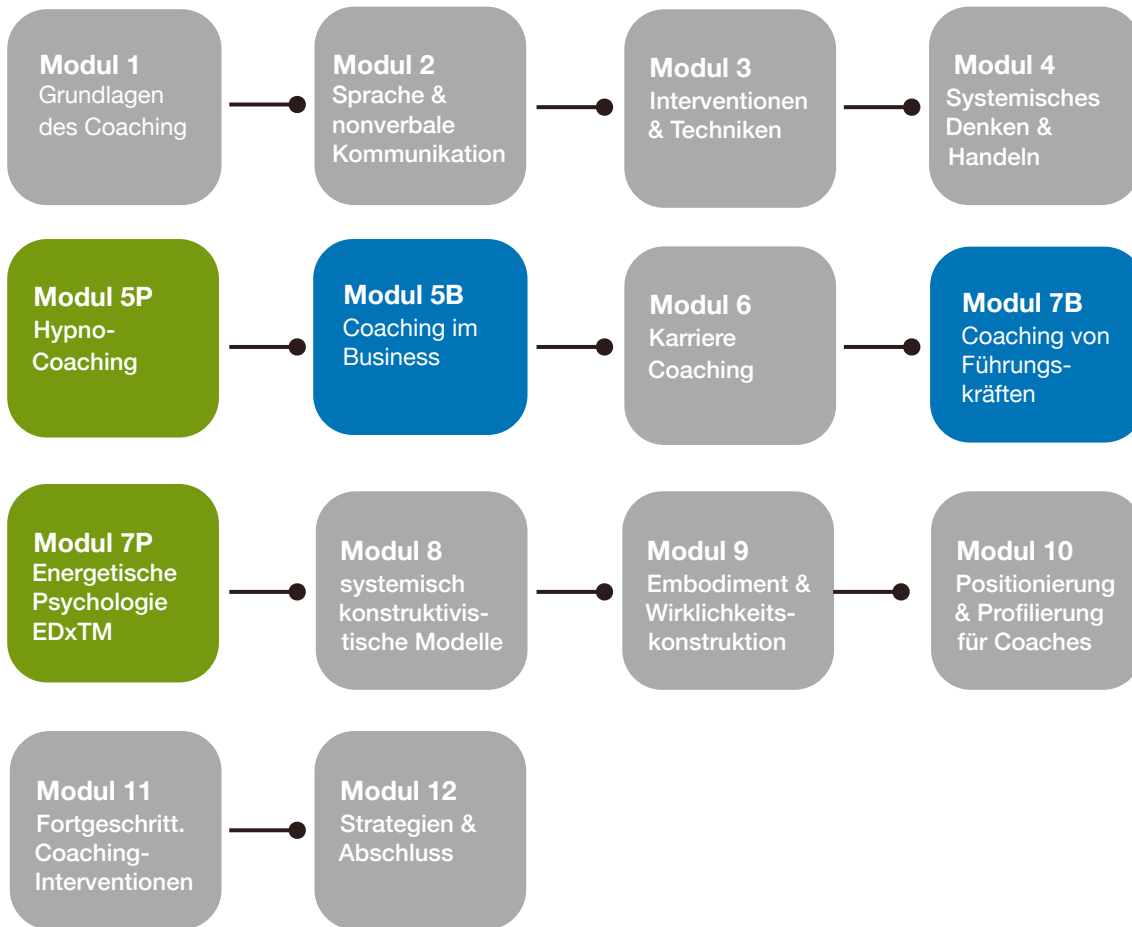 Modul 1
Grundlagen
des Coaching
Modul 2
Sprache &
nonverbale
Kommunikation
Modul 3
Interventionen
& Techniken
Modul 4
Systemisches
Denken &
Handeln
Modul 5P
Hypno-
Coaching
Modul 5B
Coaching im
Business
Modul 6
Karriere
Coaching
Modul 7B
Coaching von
Führungs-
kräften
Modul 7P
Energetische
Psychologie
EDxTM
Modul 8
systemisch
konstruktivis-
tische Modelle
Modul 9
Embodiment &
Wirklichkeits-
konstruktion
Modul 10
Positionierung
& Profilierung
für Coaches
Modul 11
Fortgeschritt.
Coaching-
Interventionen
Modul 12
Strategien &
Abschluss